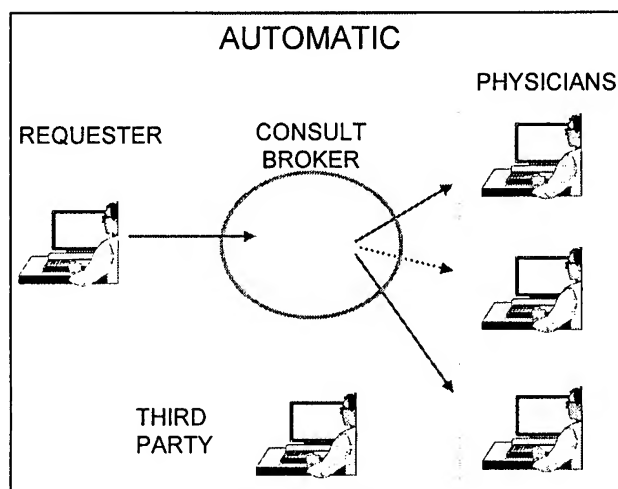 AUTOMATIC
PHYSICIANS
REQUESTER
CONSULT
BROKER
THIRD
PARTY